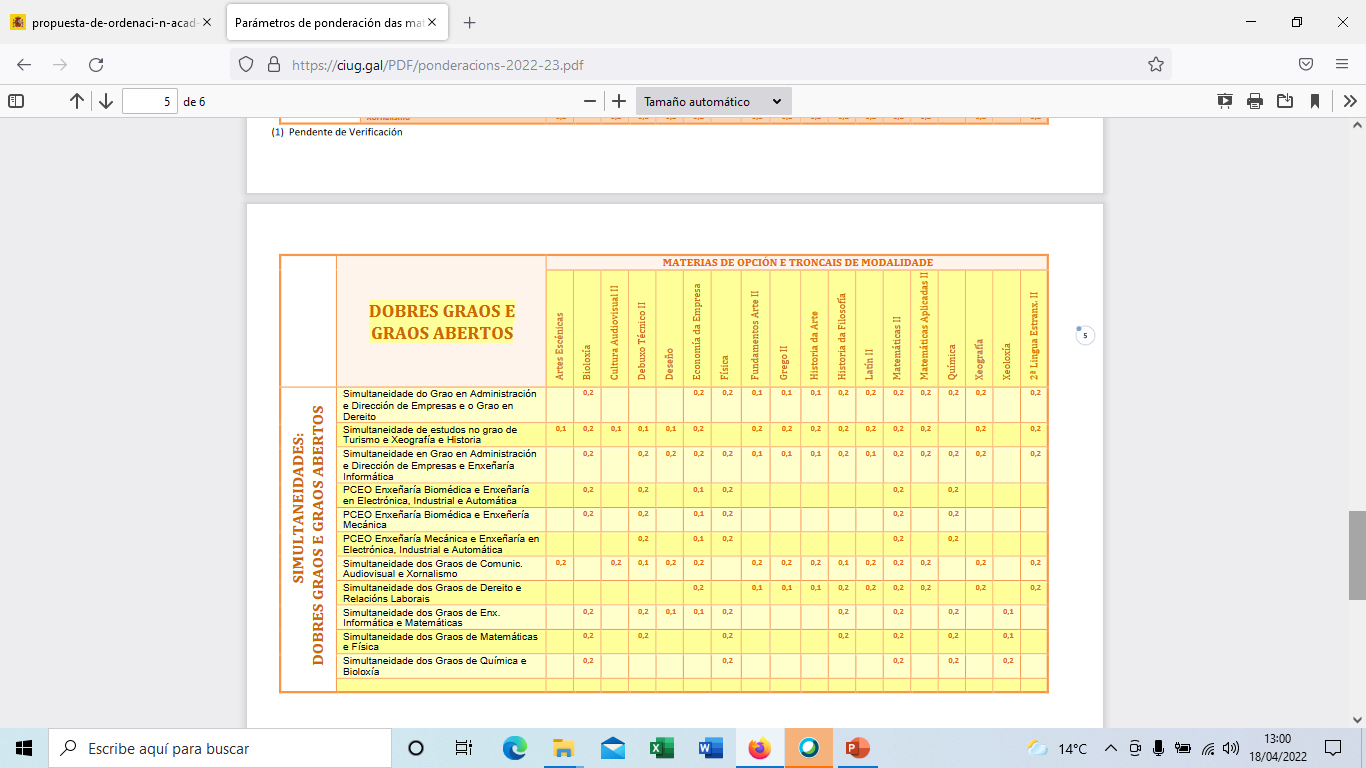 propuesta-de-ordenaci-n-acad
Parámetros de ponderación das mat
https://ciug.gal/PDF/ponderacions-2022-23.pdf
5 de 6
Tamaño automático
Xornalismo
(1) Pendente de Verificación
MATERIAS DE OPCIÓN E TRONCAIS DE MODALIDADE
DOBRES GRAOS E
GRAOS ABERTOS
Artes Escénicas
Bioloxía
Cultura Audiovisual II
Debuxo Técnico II
Deseño
Economía da Empresa
Física
Fundamentos Arte II
Grego II
Historia da Arte
Historia da Filosofía
Latín II
Matemáticas II
Matemáticas Aplicadas II
Química
Xeografía
Xeoloxía
2ª Lingua Estranx. II
5
SIMULTANEIDADES:
DOBRES GRAOS E GRAOS ABERTOS
Simultaneidade do Grao en Administración
e Dirección de Empresas e o Grao en
Dereito
0,2 0,2 0,2 0,1 0,1 0,1 0,2 0,2 0,2 0,2 0,2 0,2 0,2
Simultaneidade de estudos no grao de
Turismo e Xeografía e Historia
0,1 0,2 0,1 0,1 0,1 0,2 0,2 0,2 0,2 0,2 0,2 0,2 0,2 0,2 0,2
Simultaneidade en Grao en Administración
e Dirección de Empresas e Enxeñaría
Informática
0,2 0,2 0,2 0,2 0,2 0,1 0,1 0,1 0,2 0,1 0,2 0,2 0,2 0,2 0,2
PCEO Enxeñaría Biomédica e Enxeñaría
en Electrónica, Industrial e Automática
0,2 0,2 0,1 0,2 0,2 0,2
PCEO Enxeñaría Biomédica e Enxeñería
Mecánica
0,2 0,2 0,1 0,2 0,2 0,2
PCEO Enxeñaría Mecánica e Enxeñaría en
Electrónica, Industrial e Automática
0,2 0,1 0,2 0,2 0,2
Simultaneidade dos Graos de Comunic.
Audiovisual e Xornalismo
0,2 0,2 0,1 0,2 0,2 0,2 0,2 0,2 0,1 0,2 0,2 0,2 0,2 0,2
Simultaneidade dos Graos de Dereito e
Relacións Laborais
0,2 0,1 0,1 0,1 0,2 0,2 0,2 0,2 0,2 0,2
Simultaneidade dos Graos de Enx.
Informática e Matemáticas
0,2 0,2 0,1 0,1 0,2 0,2 0,2 0,2 0,1
Simultaneidade dos Graos de Matemáticas
e Física
0,2 0,2 0,2 0,2 0,2 0,2 0,1
Simultaneidade dos Graos de Química e
Bioloxía
0,2 0,2 0,2 0,2 0,2
Escribe aquí para buscar
14°C
13:00
18/04/2022